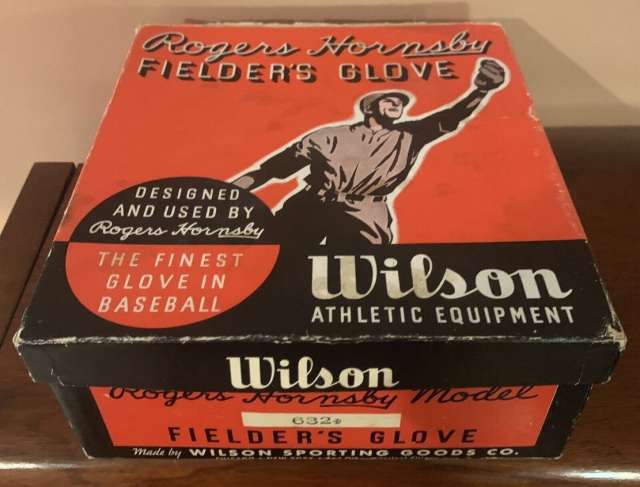 Rogers Hornsby
FIELDER'S GLOVE
DESIGNED
AND USED BY
Rogers Hornsby
THE FINEST
GLOVE IN
BASEBALL
Wilson
ATHLETIC EQUIPMENT
Wilson
Rogers Hornsby Model
632
FIELDER'S GLOVE
Made by WILSON SPORTING GOODS CO.